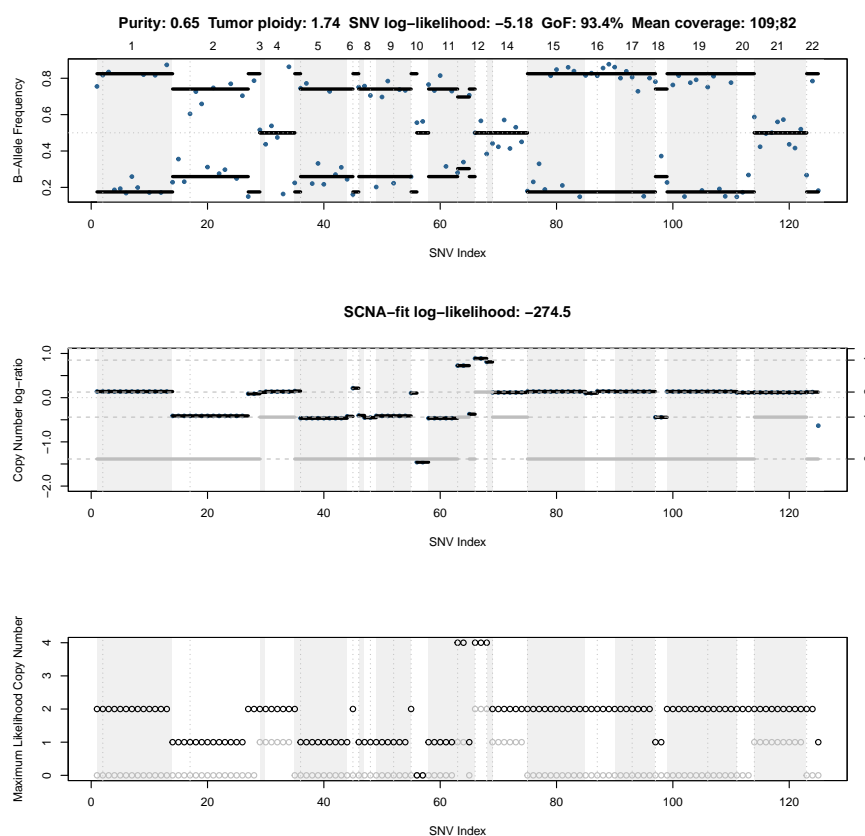 Purity: 0.65 Tumor ploidy: 1.74 SNV log−likelihood: −5.18 GoF: 93.4% Mean coverage: 109;82
1 2 3 4 5 6 8 9 10 11 12 14 15 16 17 18 19 20 21 22
B−Allele Frequency
0.8
0.6
0.4
0.2
0 20 40 60 80 100 120
SNV Index
SCNA−fit log−likelihood: −274.5
Copy Number log−ratio
1.0
0.0
−1.0
−2.0
0 20 40 60 80 100 120
SNV Index
Maximum Likelihood Copy Number
4
3
2
1
0
0 20 40 60 80 100 120
SNV Index